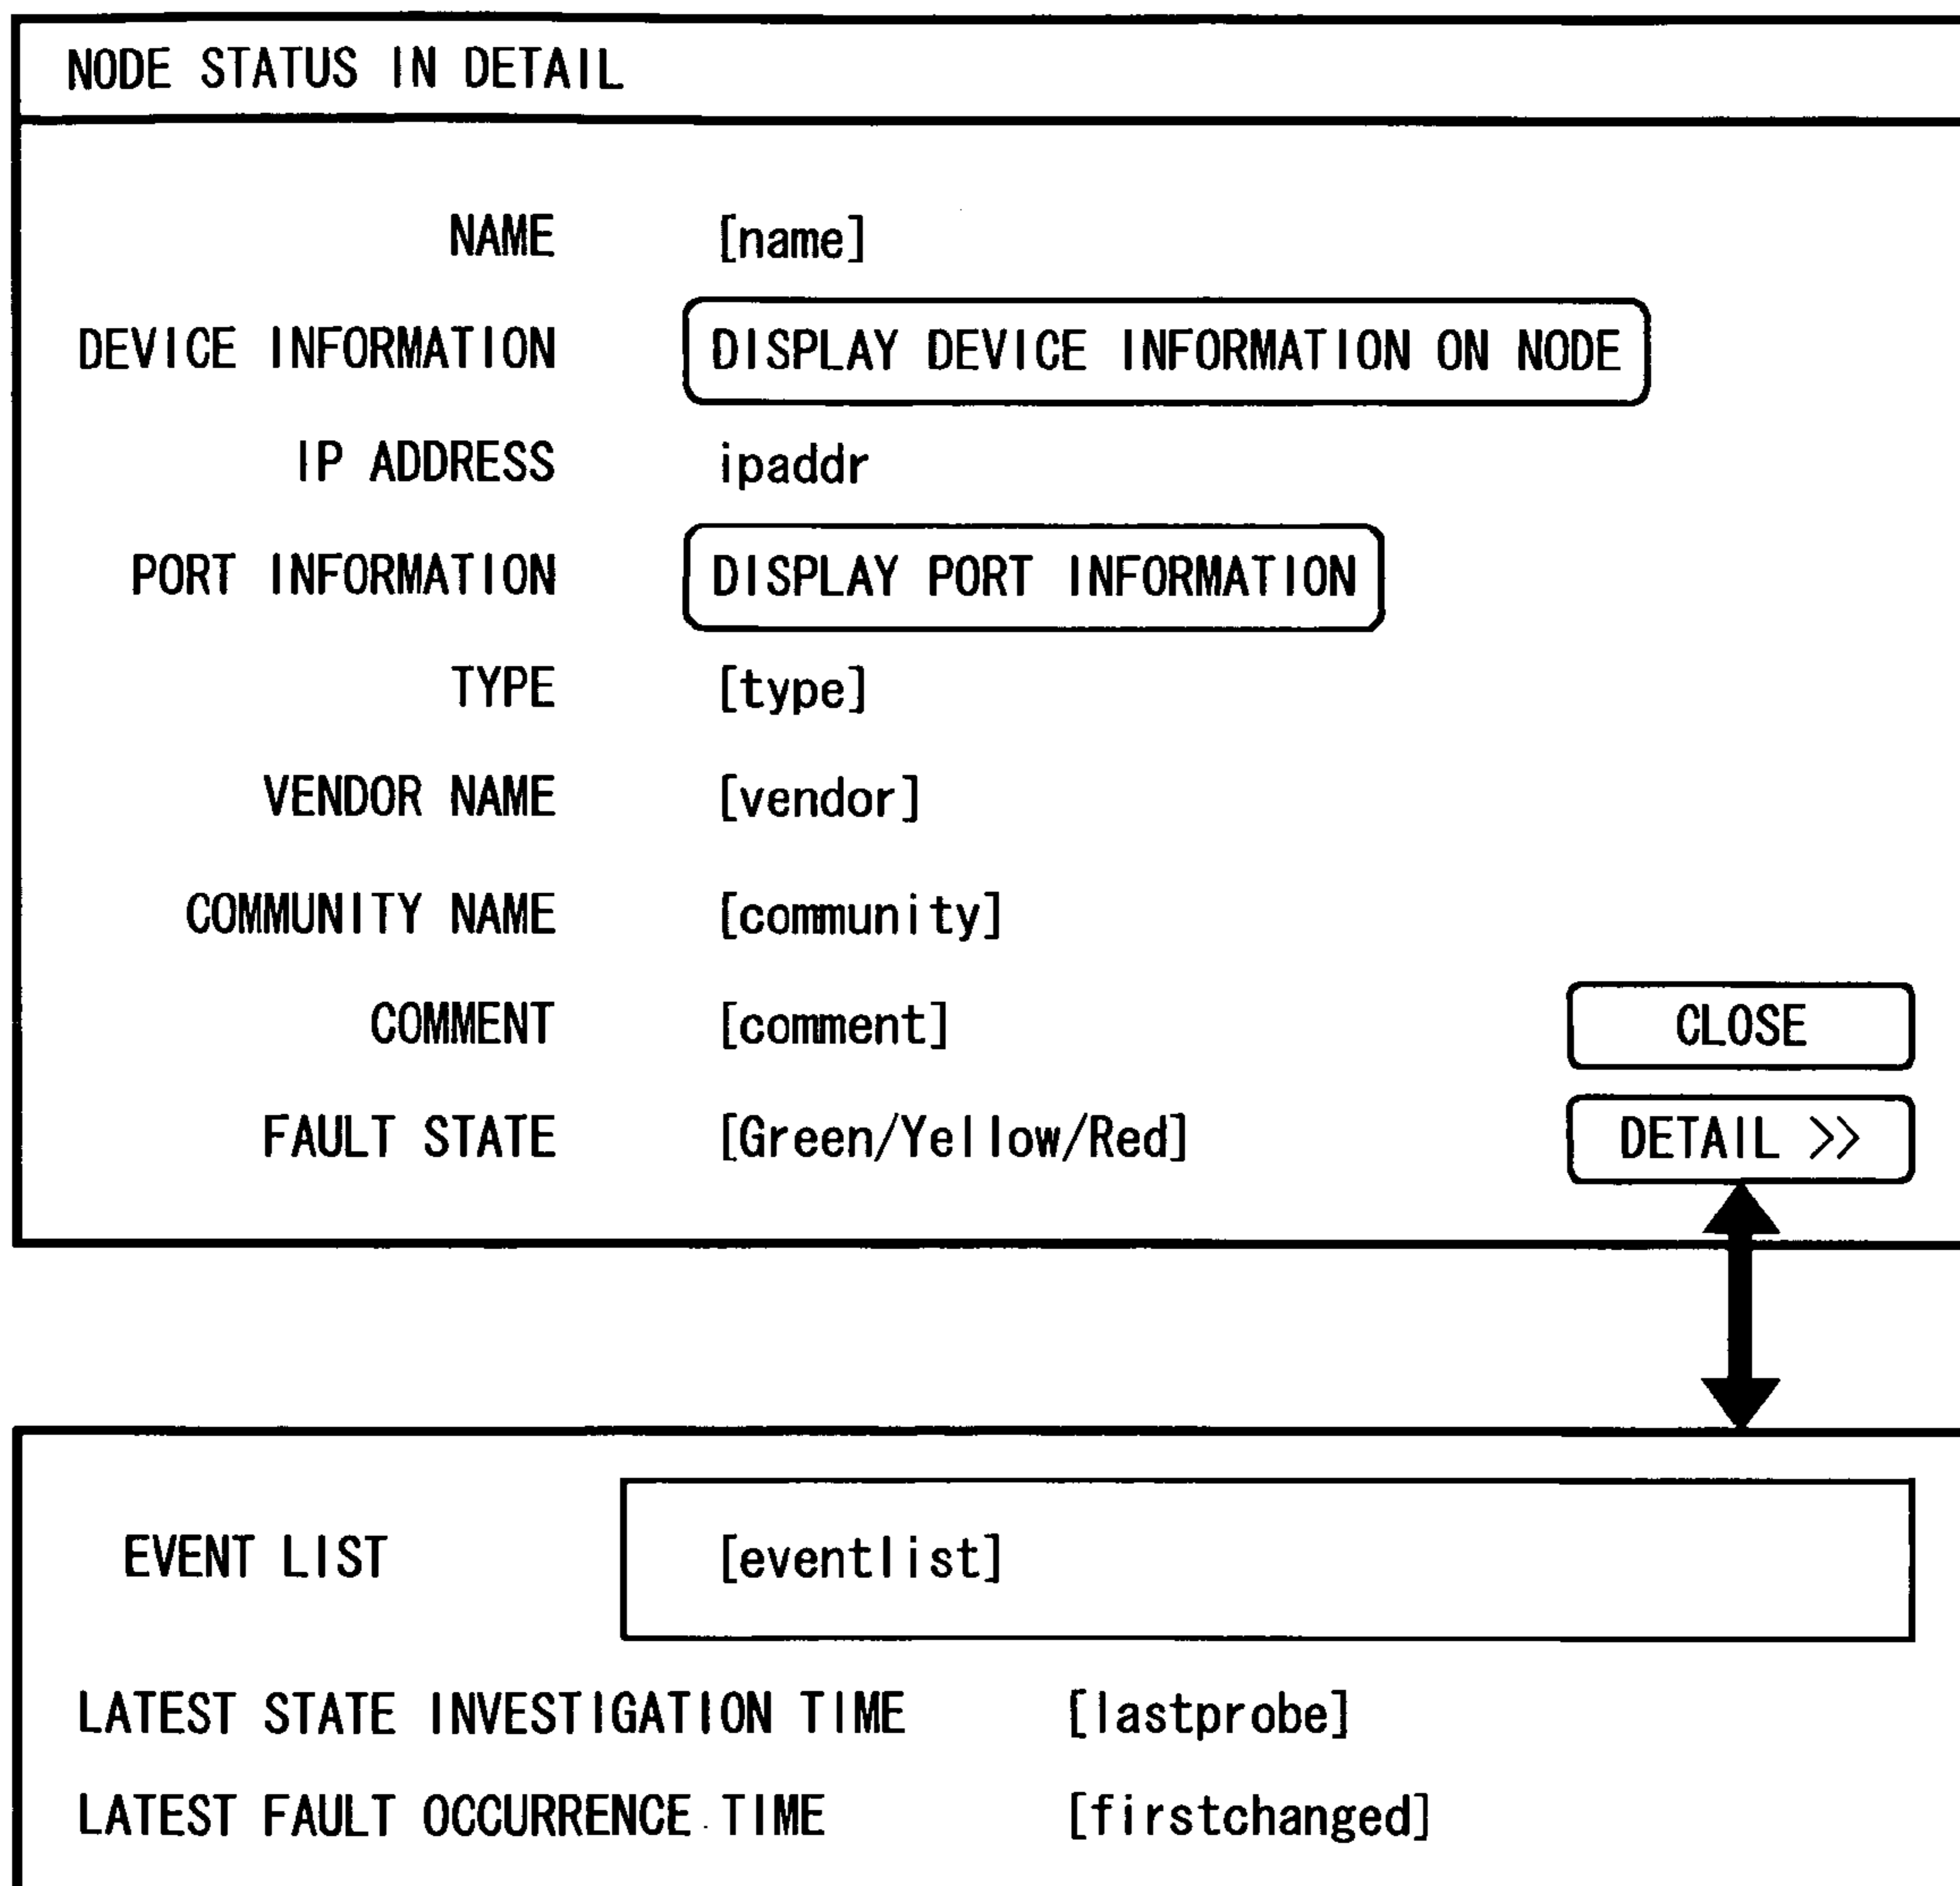 NODE STATUS IN DETAIL
NAME [name]
DEVICE INFORMATION DISPLAY DEVICE INFORMATION ON NODE
IP ADDRESS ipaddr
PORT INFORMATION DISPLAY PORT INFORMATION
TYPE [type]
VENDOR NAME [vendor]
COMMUNITY NAME [community]
COMMENT [comment] CLOSE
FAULT STATE [Green/Yellow/Red] DETAIL >>
EVENT LIST [eventlist]
LATEST STATE INVESTIGATION TIME [lastprobe]
LATEST FAULT OCCURRENCE TIME [firstchanged]